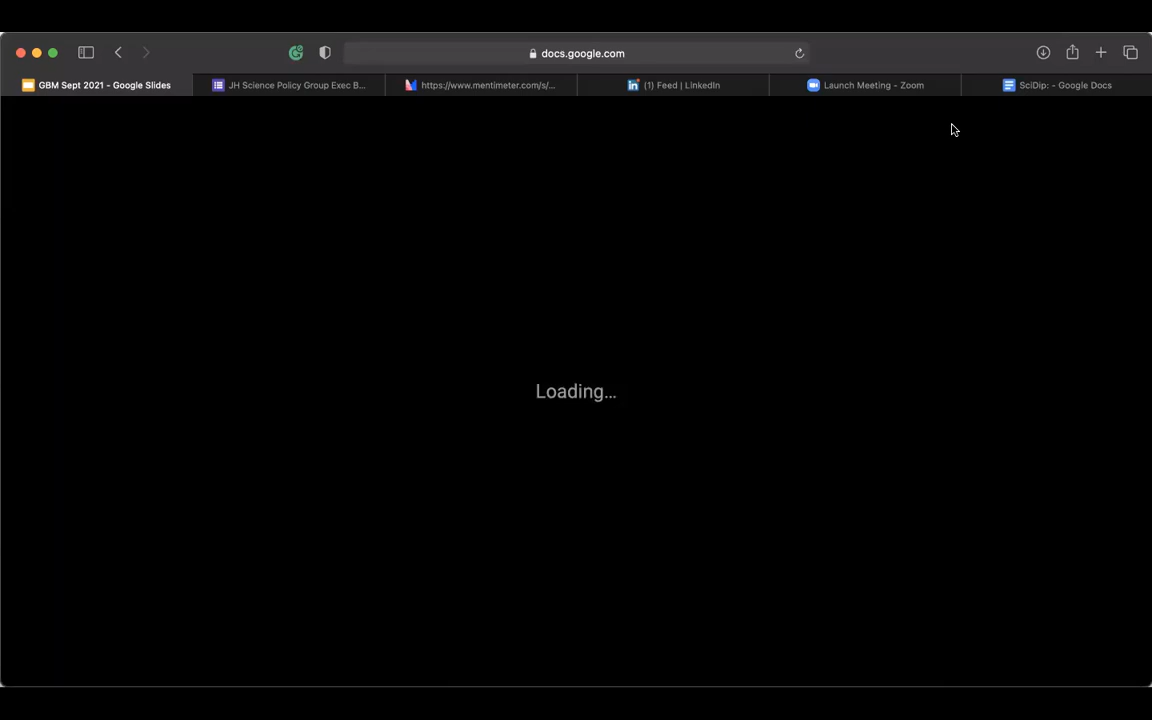 docs.google.com
GBM Sept 2021 - Google Slides
JH Science Policy Group Exec B...
https://www.mentimeter.com/s/...
(1) Feed | LinkedIn
Launch Meeting - Zoom
SciDip: - Google Docs
Loading...